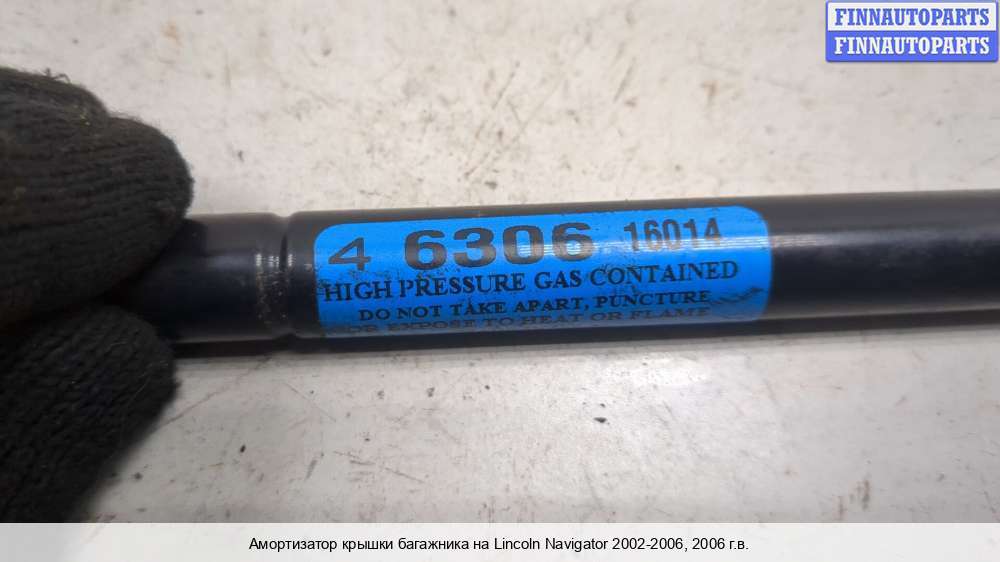 FINNAUTOPARTS
FINNAUTOPARTS
4 6306 16014
HIGH PRESSURE GAS CONTAINED
DO NOT TAKE APART, PUNCTURE
OR EXPOSE TO HEAT OR FLAME
Амортизатор крышки багажника на Lincoln Navigator 2002-2006, 2006 г.в.